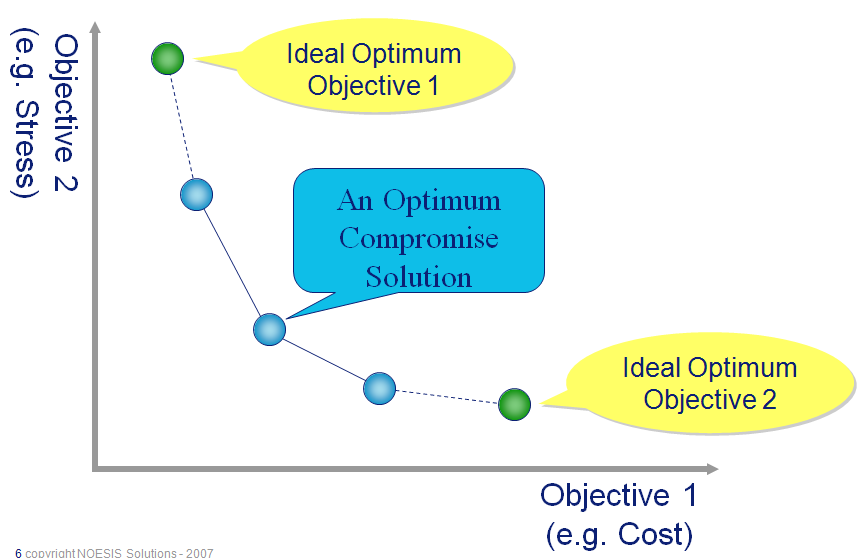 Objective 2
(e.g. Stress)
Ideal Optimum
Objective 1
An Optimum
Compromise
Solution
Ideal Optimum
Objective 2
Objective 1
(e.g. Cost)
6 copyright NOESIS Solutions - 2007